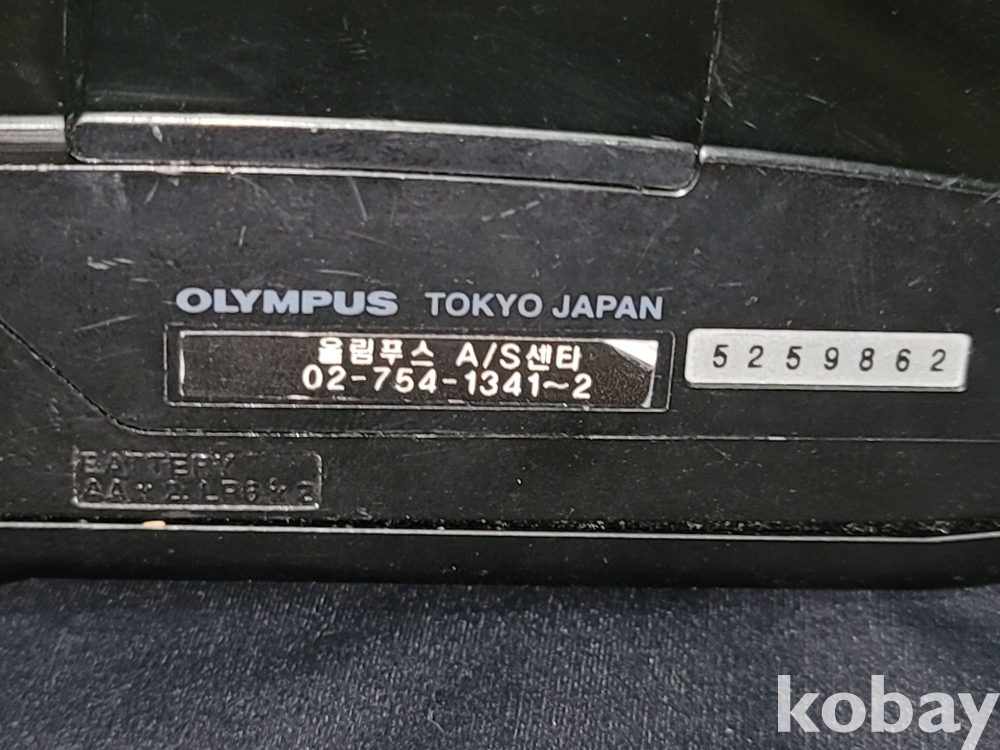 OLYMPUS TOKYO JAPAN
올림푸스 A/S센타
02-754-1341~2
5259862
BATTERY
AA×2, LR6×2
kobay